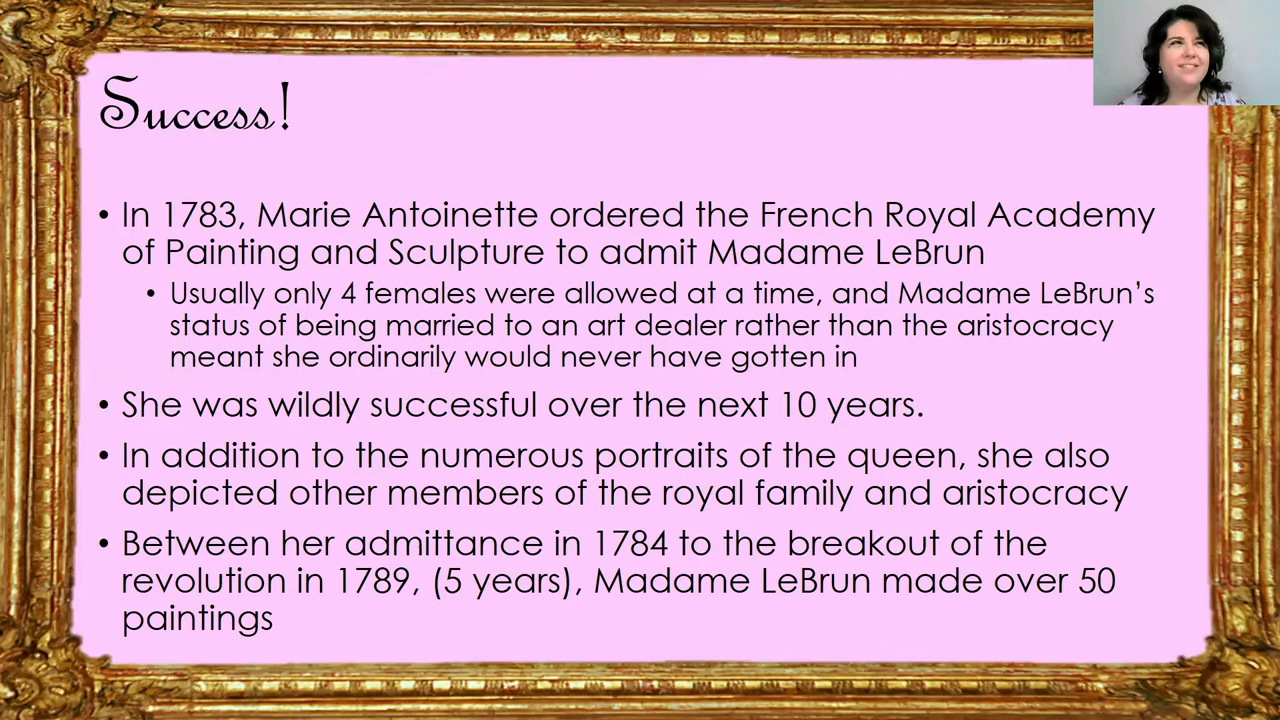 Success!
• In 1783, Marie Antoinette ordered the French Royal Academy
of Painting and Sculpture to admit Madame LeBrun
• Usually only 4 females were allowed at a time, and Madame LeBrun's
status of being married to an art dealer rather than the aristocracy
meant she ordinarily would never have gotten in
• She was wildly successful over the next 10 years.
• In addition to the numerous portraits of the queen, she also
depicted other members of the royal family and aristocracy
• Between her admittance in 1784 to the breakout of the
revolution in 1789, (5 years), Madame LeBrun made over 50
paintings